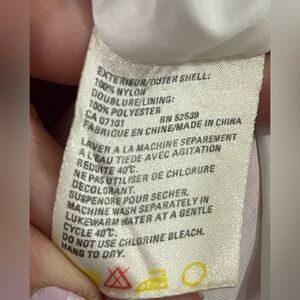 EXTERIEUR/OUTER SHELL:
100% NYLON
DOUBLURE/LINING:
100% POLYESTER
CA 07101 RN 52539
FABRIQUE EN CHINE/MADE IN CHINA
LAVER A LA MACHINE SEPAREMENT
A L'EAU TIEDE AVEC AGITATION
REDUITE 40°C.
NE PAS UTILISER DE CHLORURE
DECOLORANT.
SUSPENDRE POUR SECHER.
MACHINE WASH SEPARATELY IN
LUKEWARM WATER AT A GENTLE
CYCLE 40°C.
DO NOT USE CHLORINE BLEACH.
HANG TO DRY.